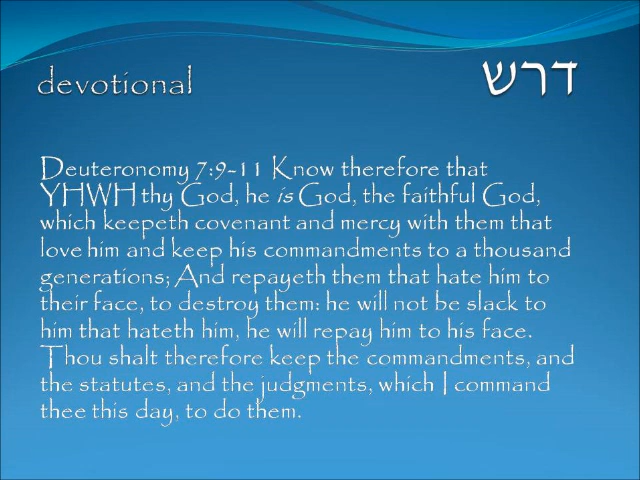 devotional
דרש
Deuteronomy 7:9-11 Know therefore that
YHWH thy God, he is God, the faithful God,
which keepeth covenant and mercy with them that
love him and keep his commandments to a thousand
generations; And repayeth them that hate him to
their face, to destroy them: he will not be slack to
him that hateth him, he will repay him to his face.
Thou shalt therefore keep the commandments, and
the statutes, and the judgments, which I command
thee this day, to do them.